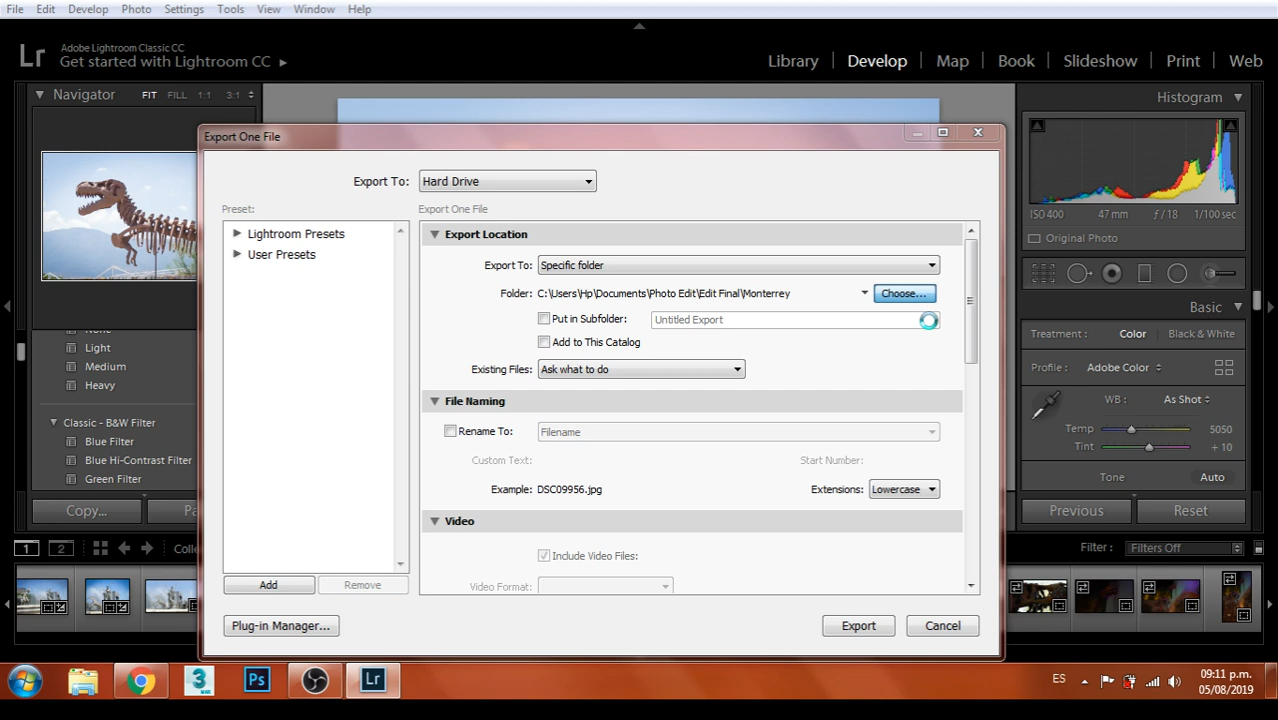 File Edit Develop Photo Settings Tools View Window Help
Lr
Adobe Lightroom Classic CC
Get started with Lightroom CC
Library Develop Map Book Slideshow Print Web
Navigator FIT FILL 1:1 3:1
Histogram
ISO 400 47 mm ƒ / 18 1/100 sec
Original Photo
Basic
Treatment : Color Black & White
Profile : Adobe Color
WB : As Shot
Temp 5050
Tint + 10
Tone Auto
Previous Reset
Light
Medium
Heavy
Classic - B&W Filter
Blue Filter
Blue Hi-Contrast Filter
Green Filter
Copy...
Export One File
Export To: Hard Drive
Preset: Export One File
Lightroom Presets
User Presets
Export Location
Export To: Specific folder
Folder: C:\Users\Hp\Documents\Photo Edit\Edit Final\Monterrey Choose...
Put in Subfolder: Untitled Export
Add to This Catalog
Existing Files: Ask what to do
File Naming
Rename To: Filename
Custom Text: Start Number:
Example: DSC09956.jpg Extensions: Lowercase
Video
Include Video Files:
Video Format:
Add Remove
Plug-in Manager... Export Cancel
1 2
Filter : Filters Off
3
Ps Lr
ES
09:11 p.m.
05/08/2019